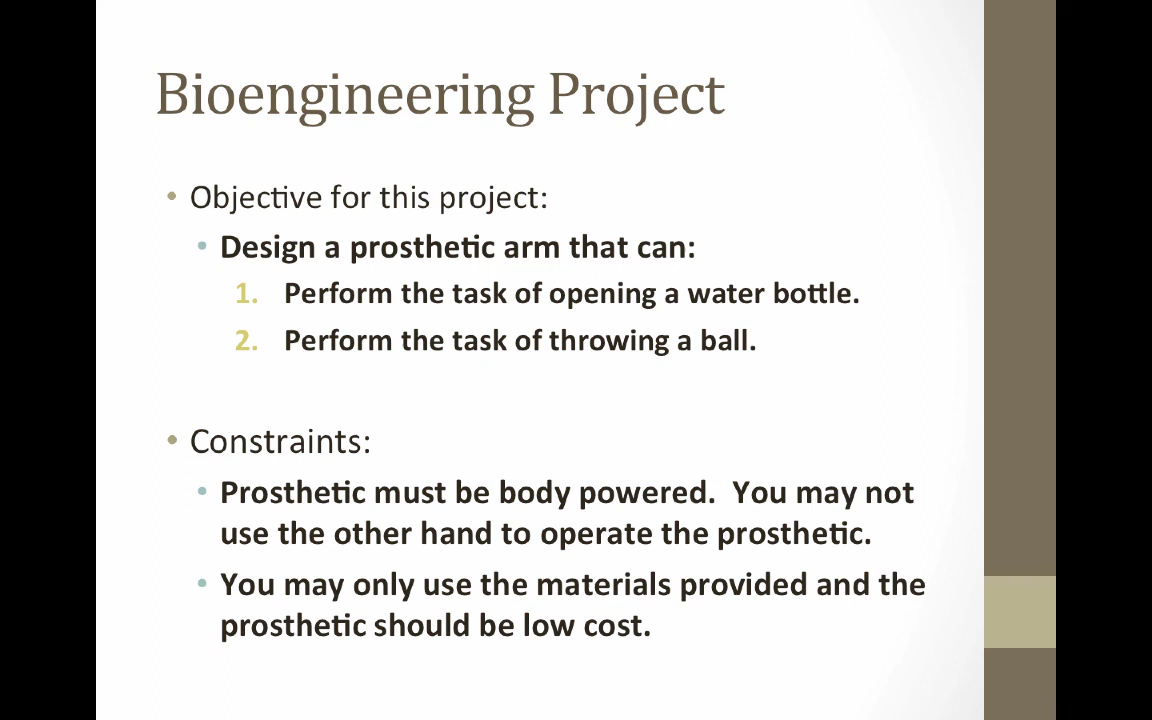 Bioengineering Project
• Objective for this project:
• Design a prosthetic arm that can:
1. Perform the task of opening a water bottle.
2. Perform the task of throwing a ball.
• Constraints:
• Prosthetic must be body powered.  You may not
use the other hand to operate the prosthetic.
• You may only use the materials provided and the
prosthetic should be low cost.